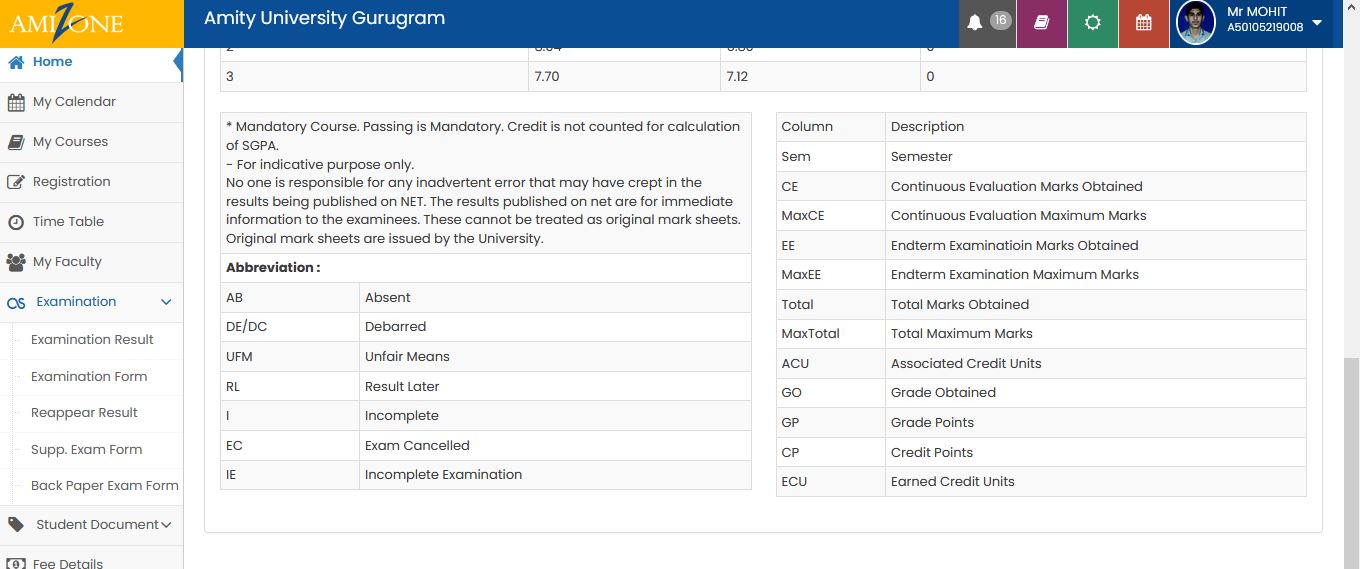 AMIZONE
Amity University Gurugram
16
Mr MOHIT
A50105219008
Home
My Calendar
My Courses
Registration
Time Table
My Faculty
Examination
Examination Result
Examination Form
Reappear Result
Supp. Exam Form
Back Paper Exam Form
Student Document
Fee Details
3 7.70 7.12 0
* Mandatory Course. Passing is Mandatory. Credit is not counted for calculation
of SGPA.
- For indicative purpose only.
No one is responsible for any inadvertent error that may have crept in the
results being published on NET. The results published on net are for immediate
information to the examinees. These cannot be treated as original mark sheets.
Original mark sheets are issued by the University.
Abbreviation :
AB Absent
DE/DC Debarred
UFM Unfair Means
RL Result Later
I Incomplete
EC Exam Cancelled
IE Incomplete Examination
Column Description
Sem Semester
CE Continuous Evaluation Marks Obtained
MaxCE Continuous Evaluation Maximum Marks
EE Endterm Examinatioin Marks Obtained
MaxEE Endterm Examination Maximum Marks
Total Total Marks Obtained
MaxTotal Total Maximum Marks
ACU Associated Credit Units
GO Grade Obtained
GP Grade Points
CP Credit Points
ECU Earned Credit Units